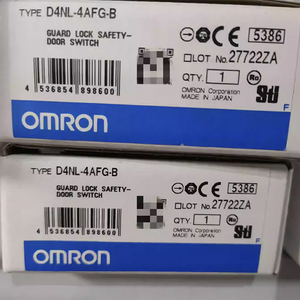 TYPE D4NL-4AFG-B
GUARD LOCK SAFETY-
DOOR SWITCH
5386
LOT No. 27722ZA
QTY. 1
OMRON Corporation
MADE IN JAPAN
4 536854 898600
OMRON
F
TYPE D4NL-4AFG-B
GUARD LOCK SAFETY-
DOOR SWITCH
5386
LOT No. 27722ZA
QTY. 1
OMRON Corporation
MADE IN JAPAN
4 536854 898600
OMRON
F